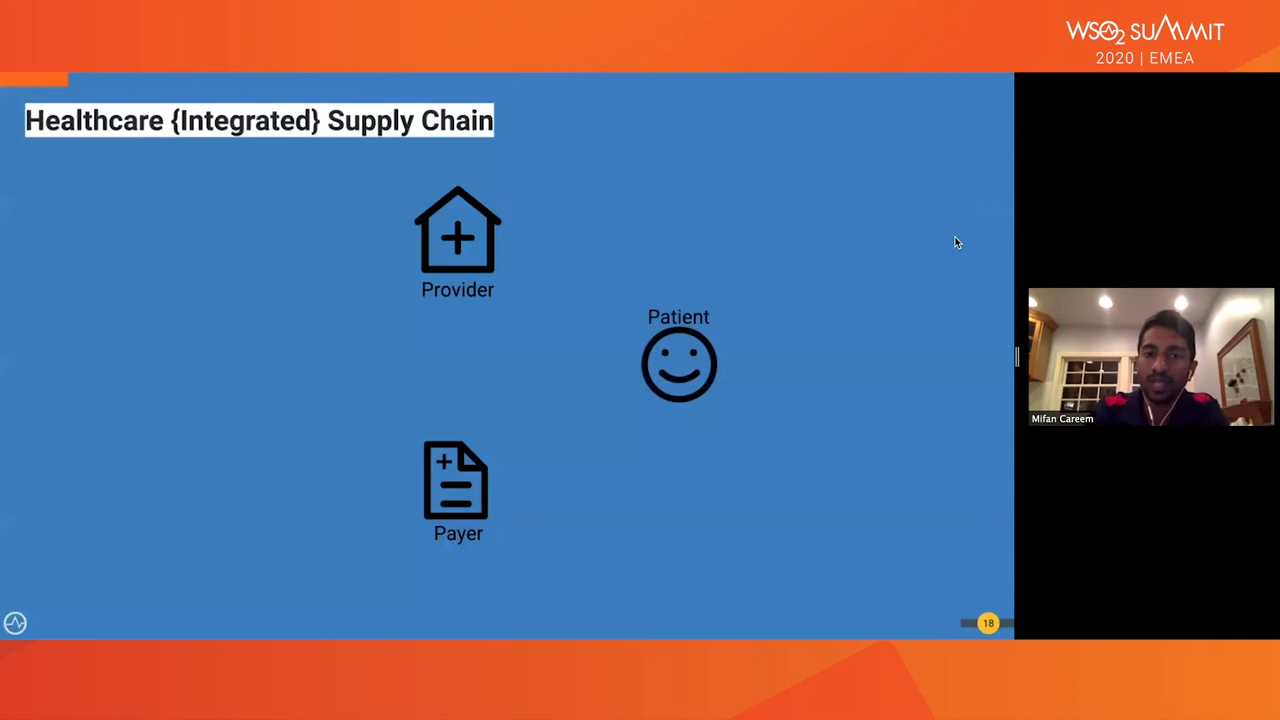 WSO2 SUMMIT
2020 | EMEA
Healthcare {Integrated} Supply Chain
Provider
Patient
Payer
Mifan Careem
18